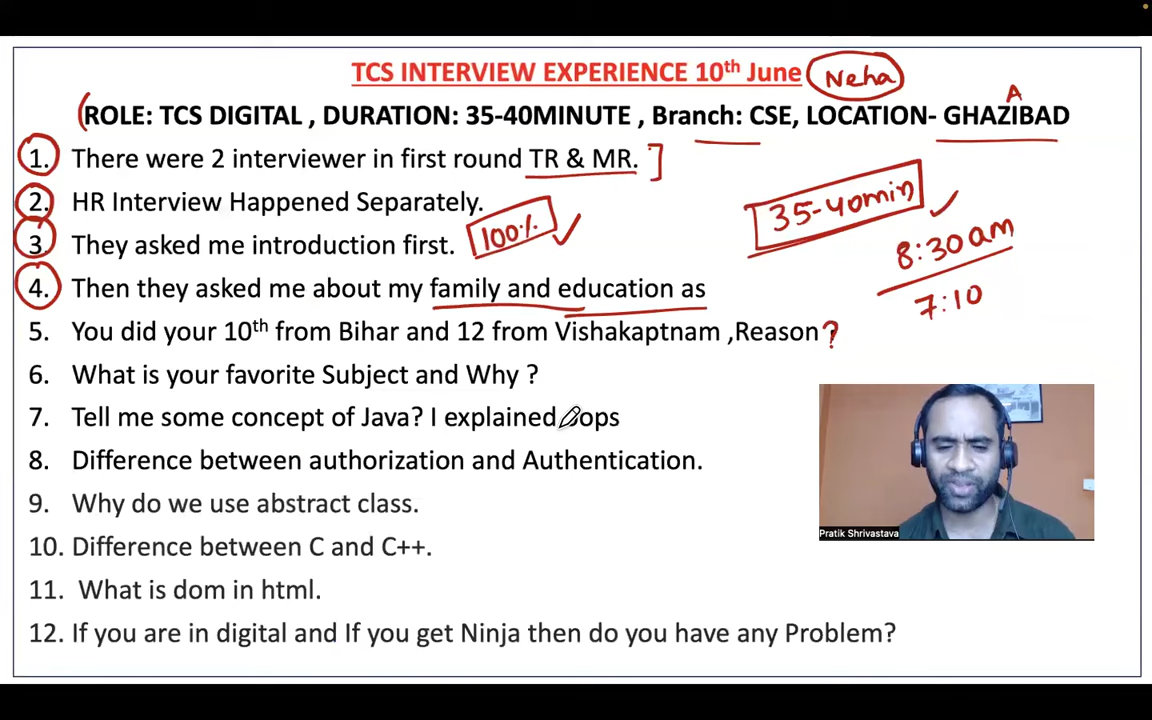 TCS INTERVIEW EXPERIENCE 10th June Neha
A
(ROLE: TCS DIGITAL , DURATION: 35-40MINUTE , Branch: CSE, LOCATION- GHAZIBAD
1. There were 2 interviewer in first round TR & MR. ]
35-40min
2. HR Interview Happened Separately.
8:30am
3. They asked me introduction first. 100%
7:10
4. Then they asked me about my family and education as
5. You did your 10th from Bihar and 12 from Vishakaptnam ,Reason ?
6. What is your favorite Subject and Why ?
7. Tell me some concept of Java? I explained oops
8. Difference between authorization and Authentication.
9. Why do we use abstract class.
Pratik Shrivastava
10. Difference between C and C++.
11. What is dom in html.
12. If you are in digital and If you get Ninja then do you have any Problem?